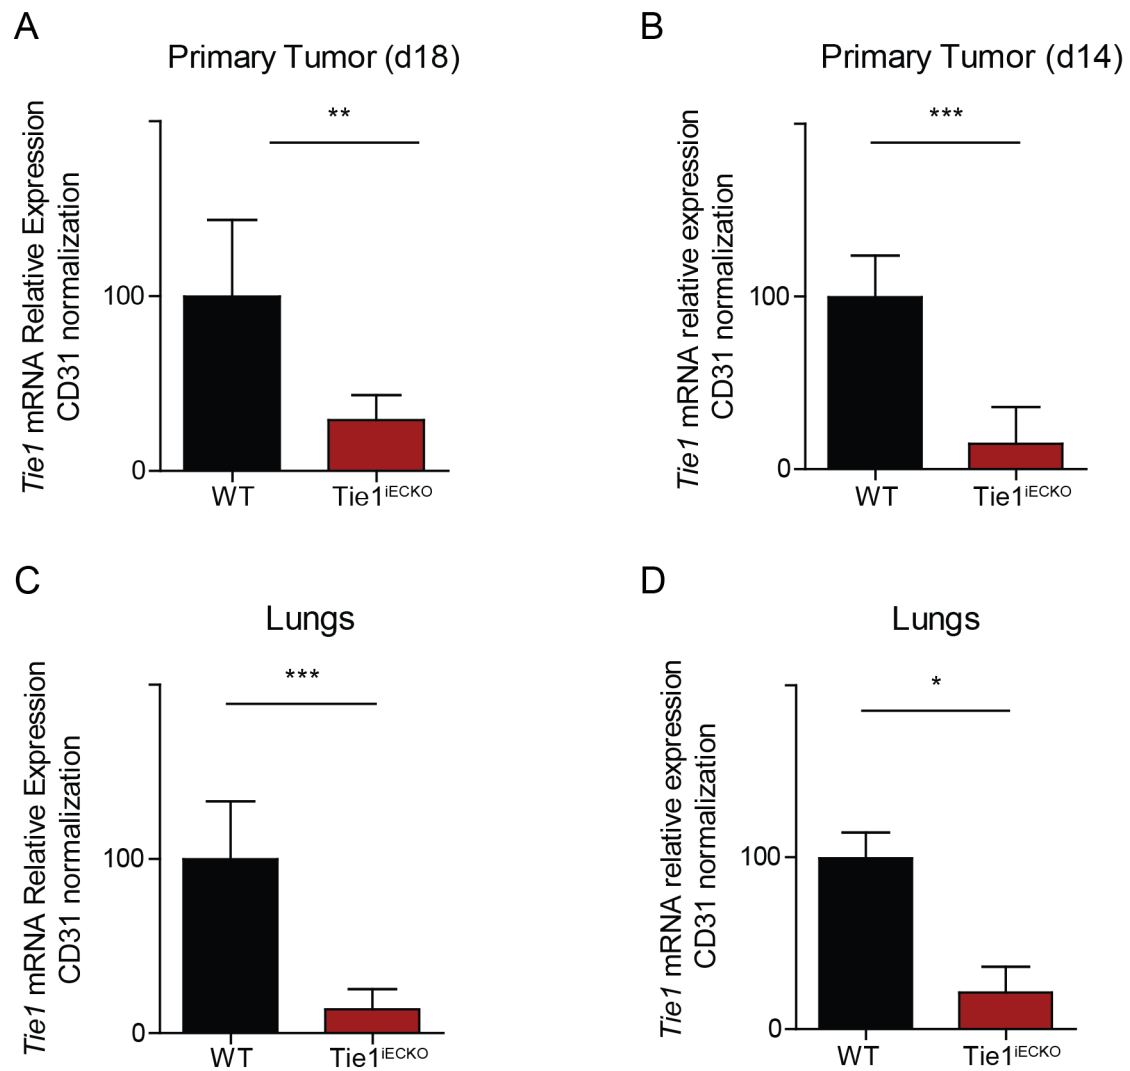 A
Primary Tumor (d18)
**
Tie1 mRNA Relative Expression
CD31 normalization
100
0
WT
Tie1iECKO
B
Primary Tumor (d14)
***
Tie1 mRNA relative expression
CD31 normalization
100
0
WT
Tie1iECKO
C
Lungs
***
Tie1 mRNA Relative Expression
CD31 normalization
100
0
WT
Tie1iECKO
D
Lungs
*
Tie1 mRNA relative expression
CD31 normalization
100
0
WT
Tie1iECKO